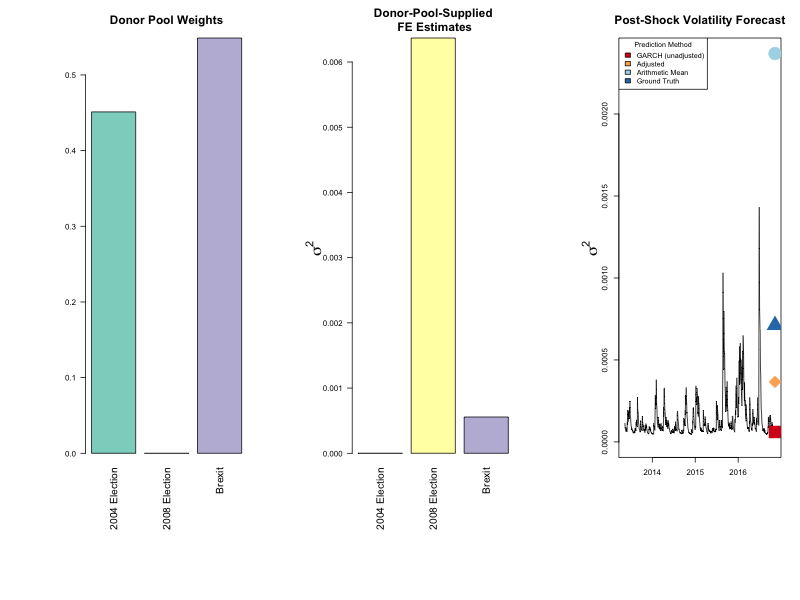 Donor Pool Weights
0.5
0.4
0.3
0.2
0.1
0.0
2004 Election
2008 Election
Brexit
Donor-Pool-Supplied
FE Estimates
σ²
0.006
0.005
0.004
0.003
0.002
0.001
0.000
2004 Election
2008 Election
Brexit
Post-Shock Volatility Forecast
Prediction Method
GARCH (unadjusted)
Adjusted
Arithmetic Mean
Ground Truth
σ²
0.0020
0.0015
0.0010
0.0005
0.0000
2014
2015
2016